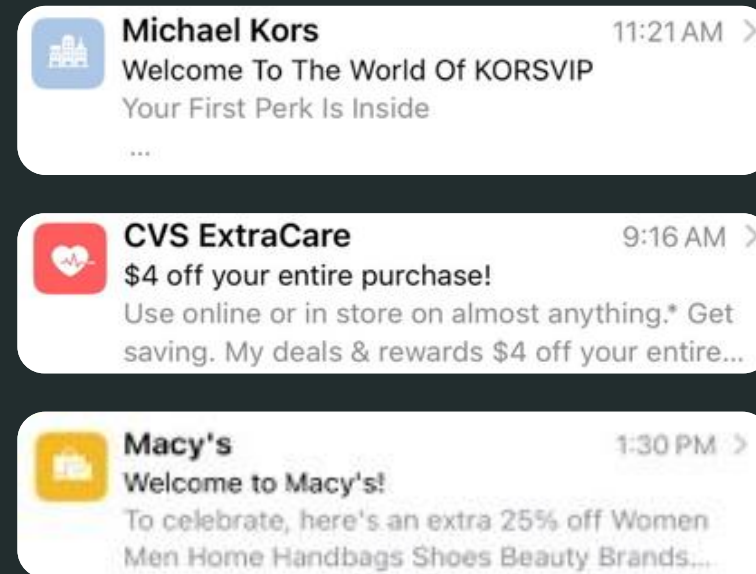 Michael Kors 11:21 AM
Welcome To The World Of KORSVIP
Your First Perk Is Inside
...
CVS ExtraCare 9:16 AM
$4 off your entire purchase!
Use online or in store on almost anything.* Get
saving. My deals & rewards $4 off your entire...
Macy's 1:30 PM
Welcome to Macy's!
To celebrate, here's an extra 25% off Women
Men Home Handbags Shoes Beauty Brands...